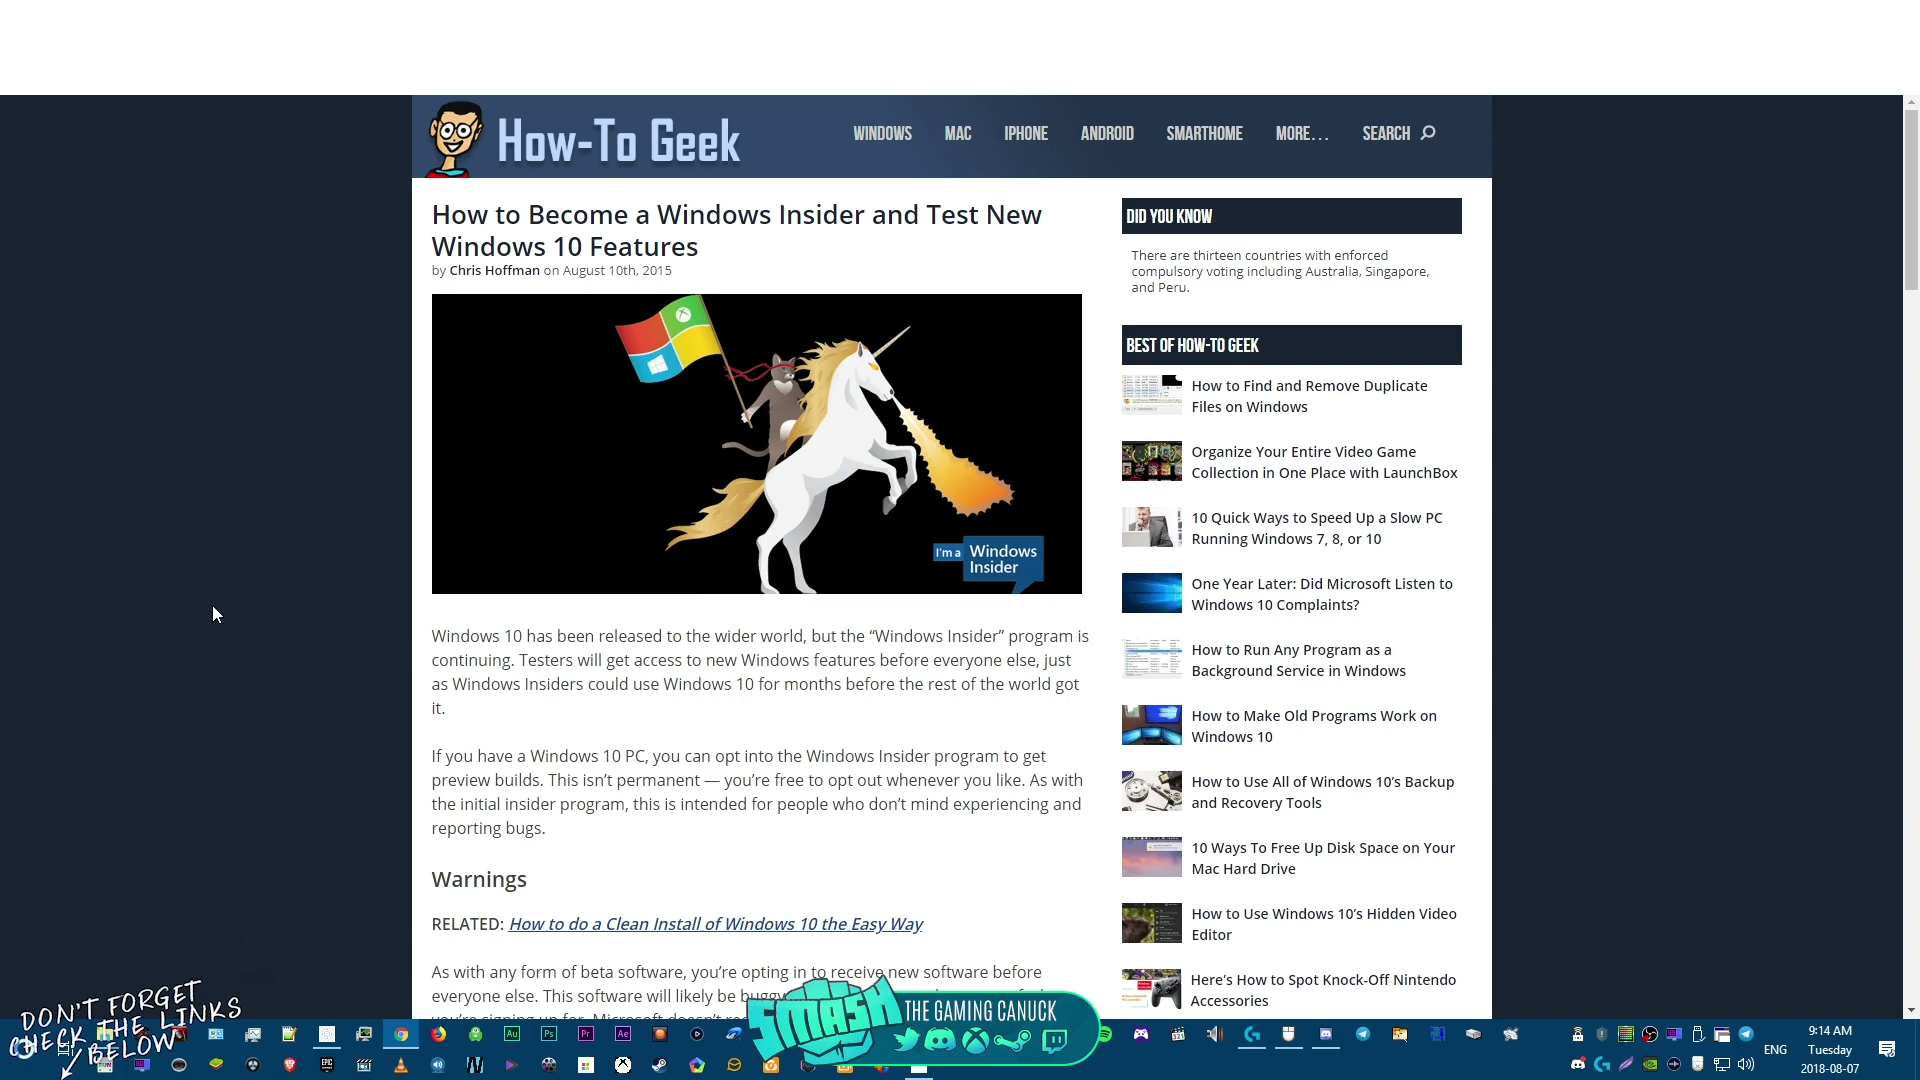 How-To Geek
WINDOWS MAC IPHONE ANDROID SMARTHOME MORE... SEARCH
How to Become a Windows Insider and Test New
Windows 10 Features
by Chris Hoffman on August 10th, 2015
I'm a Windows
Insider
Windows 10 has been released to the wider world, but the “Windows Insider” program is
continuing. Testers will get access to new Windows features before everyone else, just
as Windows Insiders could use Windows 10 for months before the rest of the world got
it.
If you have a Windows 10 PC, you can opt into the Windows Insider program to get
preview builds. This isn’t permanent — you’re free to opt out whenever you like. As with
the initial insider program, this is intended for people who don’t mind experiencing and
reporting bugs.
Warnings
RELATED: How to do a Clean Install of Windows 10 the Easy Way
As with any form of beta software, you’re opting in to receive new software before
everyone else. This software will likely be buggy
DID YOU KNOW
There are thirteen countries with enforced
compulsory voting including Australia, Singapore,
and Peru.
BEST OF HOW-TO GEEK
How to Find and Remove Duplicate
Files on Windows
Organize Your Entire Video Game
Collection in One Place with LaunchBox
10 Quick Ways to Speed Up a Slow PC
Running Windows 7, 8, or 10
One Year Later: Did Microsoft Listen to
Windows 10 Complaints?
How to Run Any Program as a
Background Service in Windows
How to Make Old Programs Work on
Windows 10
How to Use All of Windows 10’s Backup
and Recovery Tools
10 Ways To Free Up Disk Space on Your
Mac Hard Drive
How to Use Windows 10’s Hidden Video
Editor
Here’s How to Spot Knock-Off Nintendo
Accessories
DON'T FORGET
CHECK THE LINKS
BELOW
SMASH
THE GAMING CANUCK
Au Ps Pr Ae
EPIC
ENG
9:14 AM
Tuesday
2018-08-07